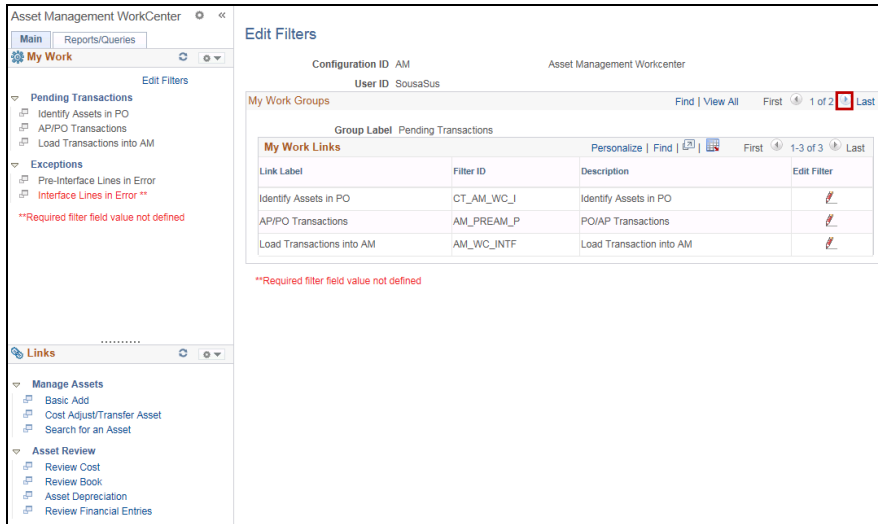 Asset Management WorkCenter
Main Reports/Queries
My Work
Edit Filters
Pending Transactions
Identify Assets in PO
AP/PO Transactions
Load Transactions into AM
Exceptions
Pre-Interface Lines in Error
Interface Lines in Error **
**Required filter field value not defined
Links
Manage Assets
Basic Add
Cost Adjust/Transfer Asset
Search for an Asset
Asset Review
Review Cost
Review Book
Asset Depreciation
Review Financial Entries
Edit Filters
Configuration ID AM Asset Management Workcenter
User ID SousaSus
My Work Groups Find | View All First 1 of 2 Last
Group Label Pending Transactions
My Work Links Personalize | Find | | First 1-3 of 3 Last
Link Label Filter ID Description Edit Filter
Identify Assets in PO CT_AM_WC_I Identify Assets in PO
AP/PO Transactions AM_PREAM_P PO/AP Transactions
Load Transactions into AM AM_WC_INTF Load Transaction into AM
**Required filter field value not defined